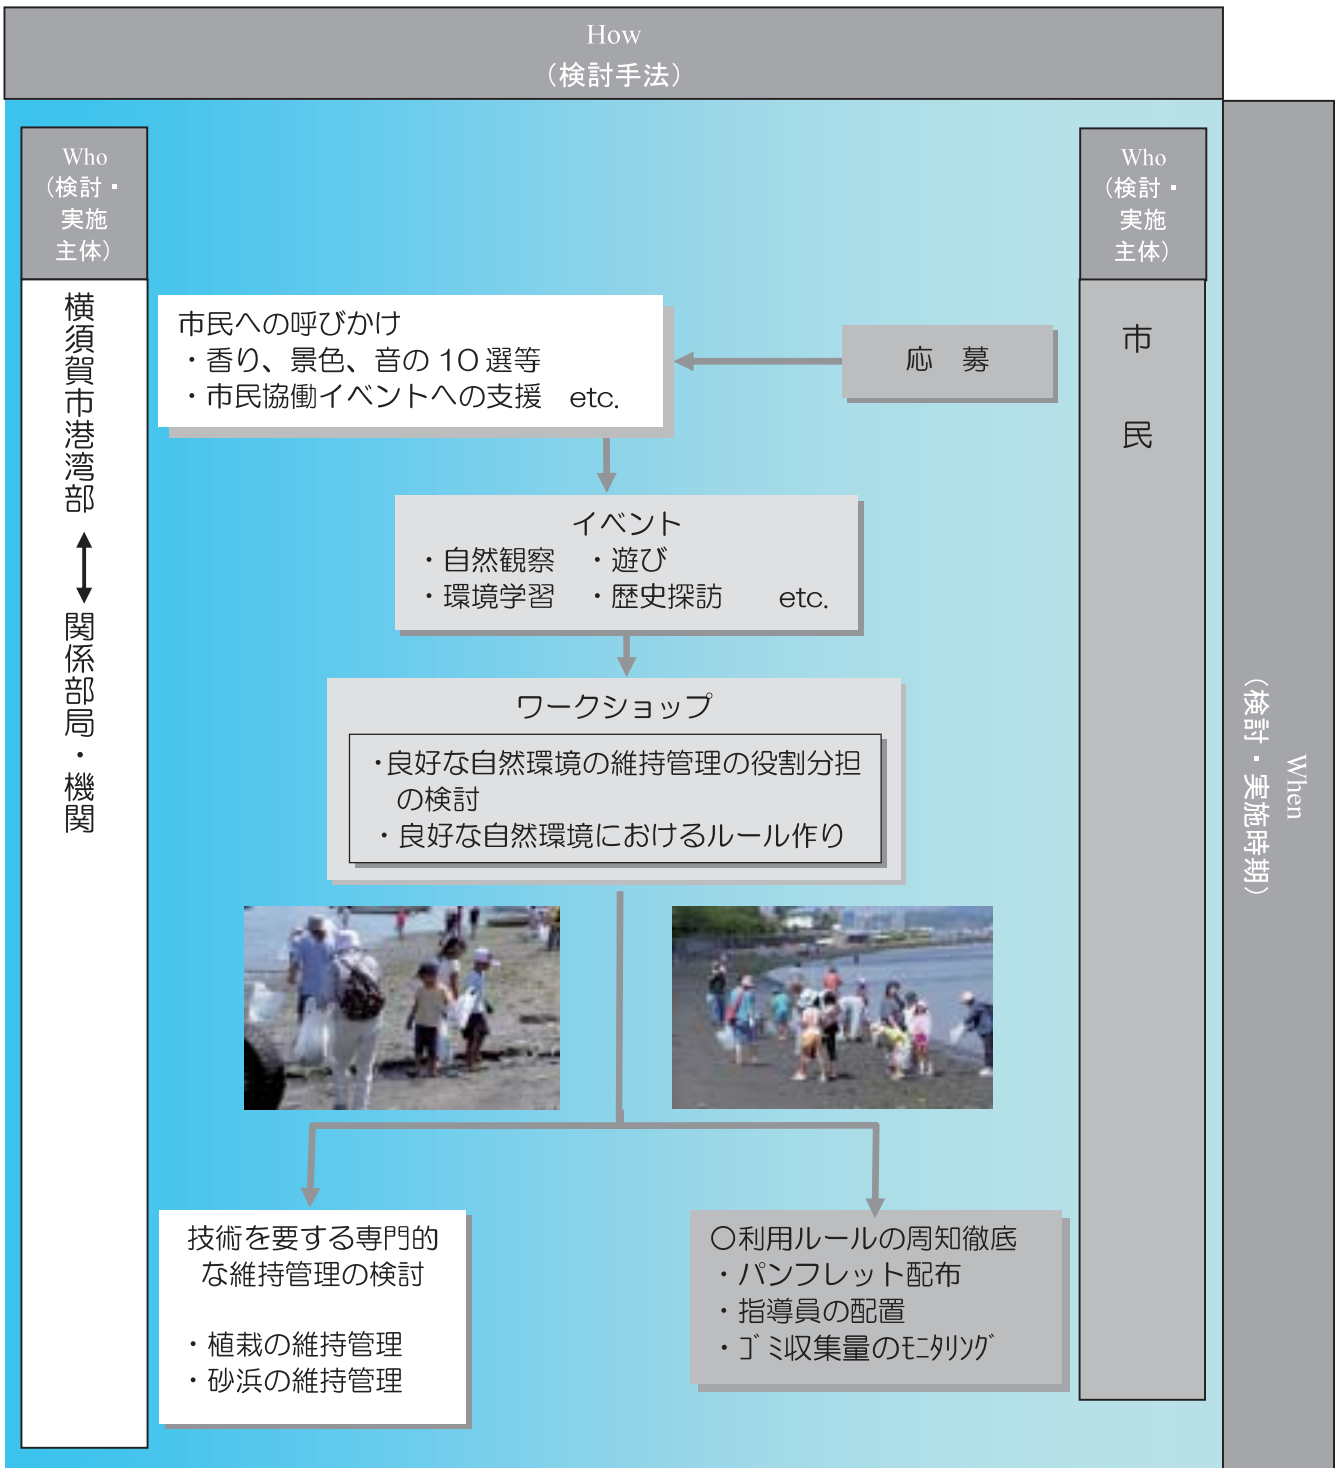 How
（検討手法）
Who
（検討・
実施
主体）
横須賀市港湾部
関係部局・機関
市民への呼びかけ
・香り、景色、音の 10 選等
・市民協働イベントへの支援　etc.
応　募
イベント
・自然観察　・遊び
・環境学習　・歴史探訪　　etc.
ワークショップ
・良好な自然環境の維持管理の役割分担
の検討
・良好な自然環境におけるルール作り
技術を要する専門的
な維持管理の検討
・植栽の維持管理
・砂浜の維持管理
〇利用ルールの周知徹底
・パンフレット配布
・指導員の配置
・ｺﾞﾐ収集量のﾓﾆﾀﾘﾝｸﾞ
Who
（検討・
実施
主体）
市　民
When
（検討・実施時期）